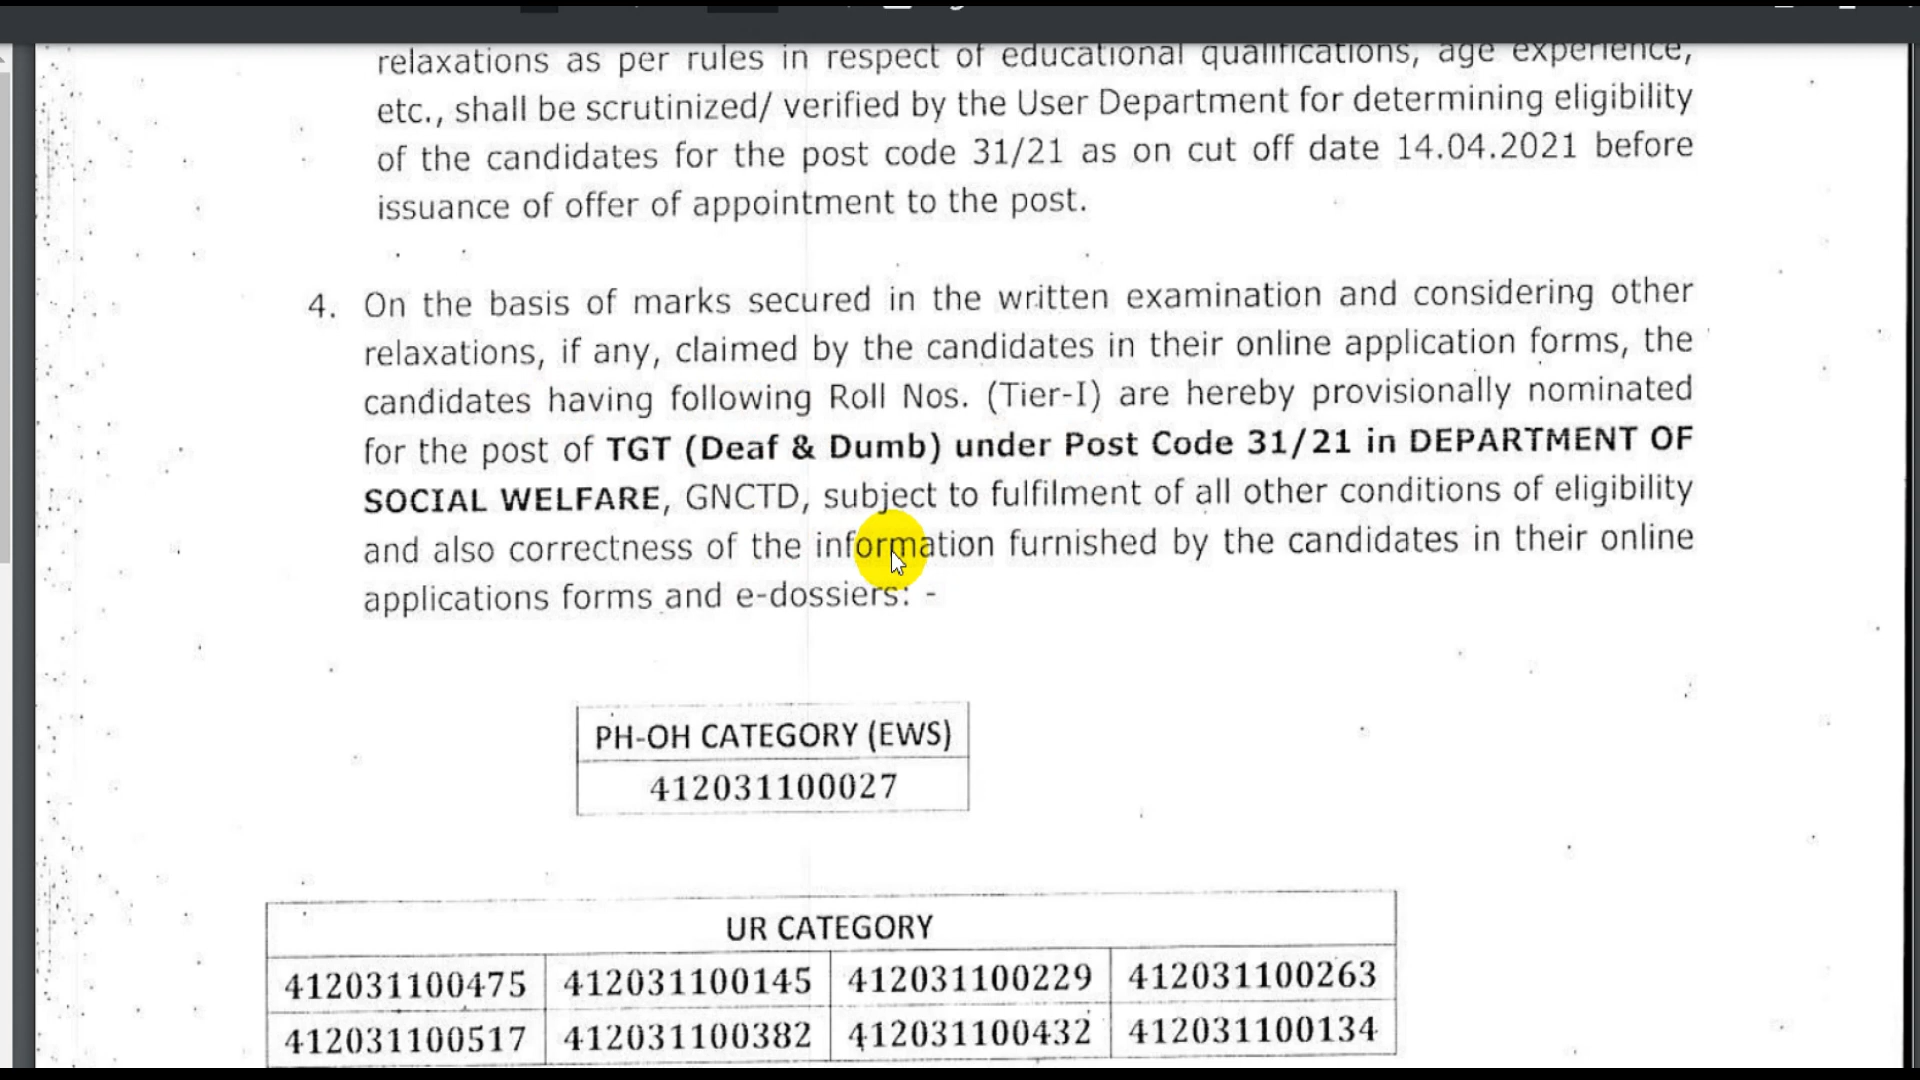 relaxations as per rules in respect of educational qualifications, age experience,
etc., shall be scrutinized/ verified by the User Department for determining eligibility
of the candidates for the post code 31/21 as on cut off date 14.04.2021 before
issuance of offer of appointment to the post.
4. On the basis of marks secured in the written examination and considering other
relaxations, if any, claimed by the candidates in their online application forms, the
candidates having following Roll Nos. (Tier-I) are hereby provisionally nominated
for the post of TGT (Deaf & Dumb) under Post Code 31/21 in DEPARTMENT OF
SOCIAL WELFARE, GNCTD, subject to fulfilment of all other conditions of eligibility
and also correctness of the information furnished by the candidates in their online
applications forms and e-dossiers: -
PH-OH CATEGORY (EWS)
412031100027
UR CATEGORY
412031100475 412031100145 412031100229 412031100263
412031100517 412031100382 412031100432 412031100134